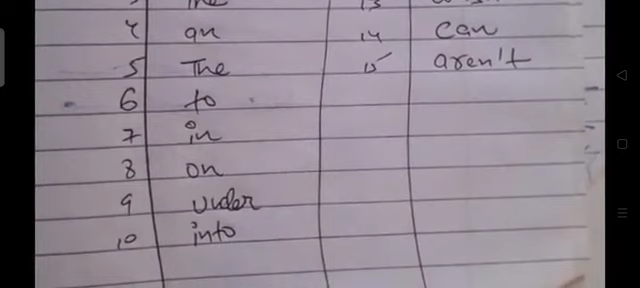 4 an 14 can
5 The 15 aren't
6 to
7 in
8 on
9 under
10 into